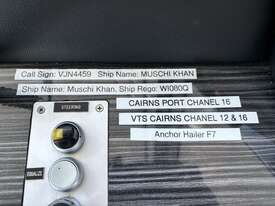 Call Sign: VJN4459 Ship Name: MUSCHI KHAN
Ship Name: Muschi Khan, Ship Rego: WI080Q
CAIRNS PORT CHANEL 16
VTS CAIRNS CHANEL 12 & 16
Anchor Hailer F7
STEERING
EQUALIZE